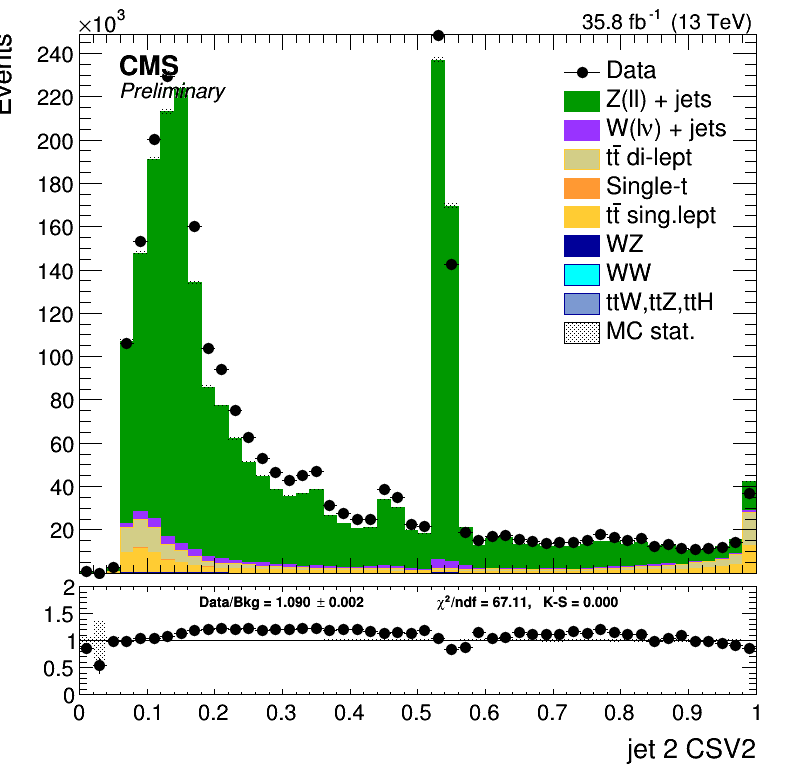 ×10³
35.8 fb⁻¹ (13 TeV)
Events
CMS
Preliminary
240
220
200
180
160
140
120
100
80
60
40
20
Data
Z(ll) + jets
W(lν) + jets
tt̄ di-lept
Single-t
tt̄ sing.lept
WZ
WW
ttW,ttZ,ttH
MC stat.
Data/Bkg = 1.090 ± 0.002 χ²/ndf = 67.11, K-S = 0.000
2
1.5
1
0.5
0
0 0.1 0.2 0.3 0.4 0.5 0.6 0.7 0.8 0.9 1
jet 2 CSV2